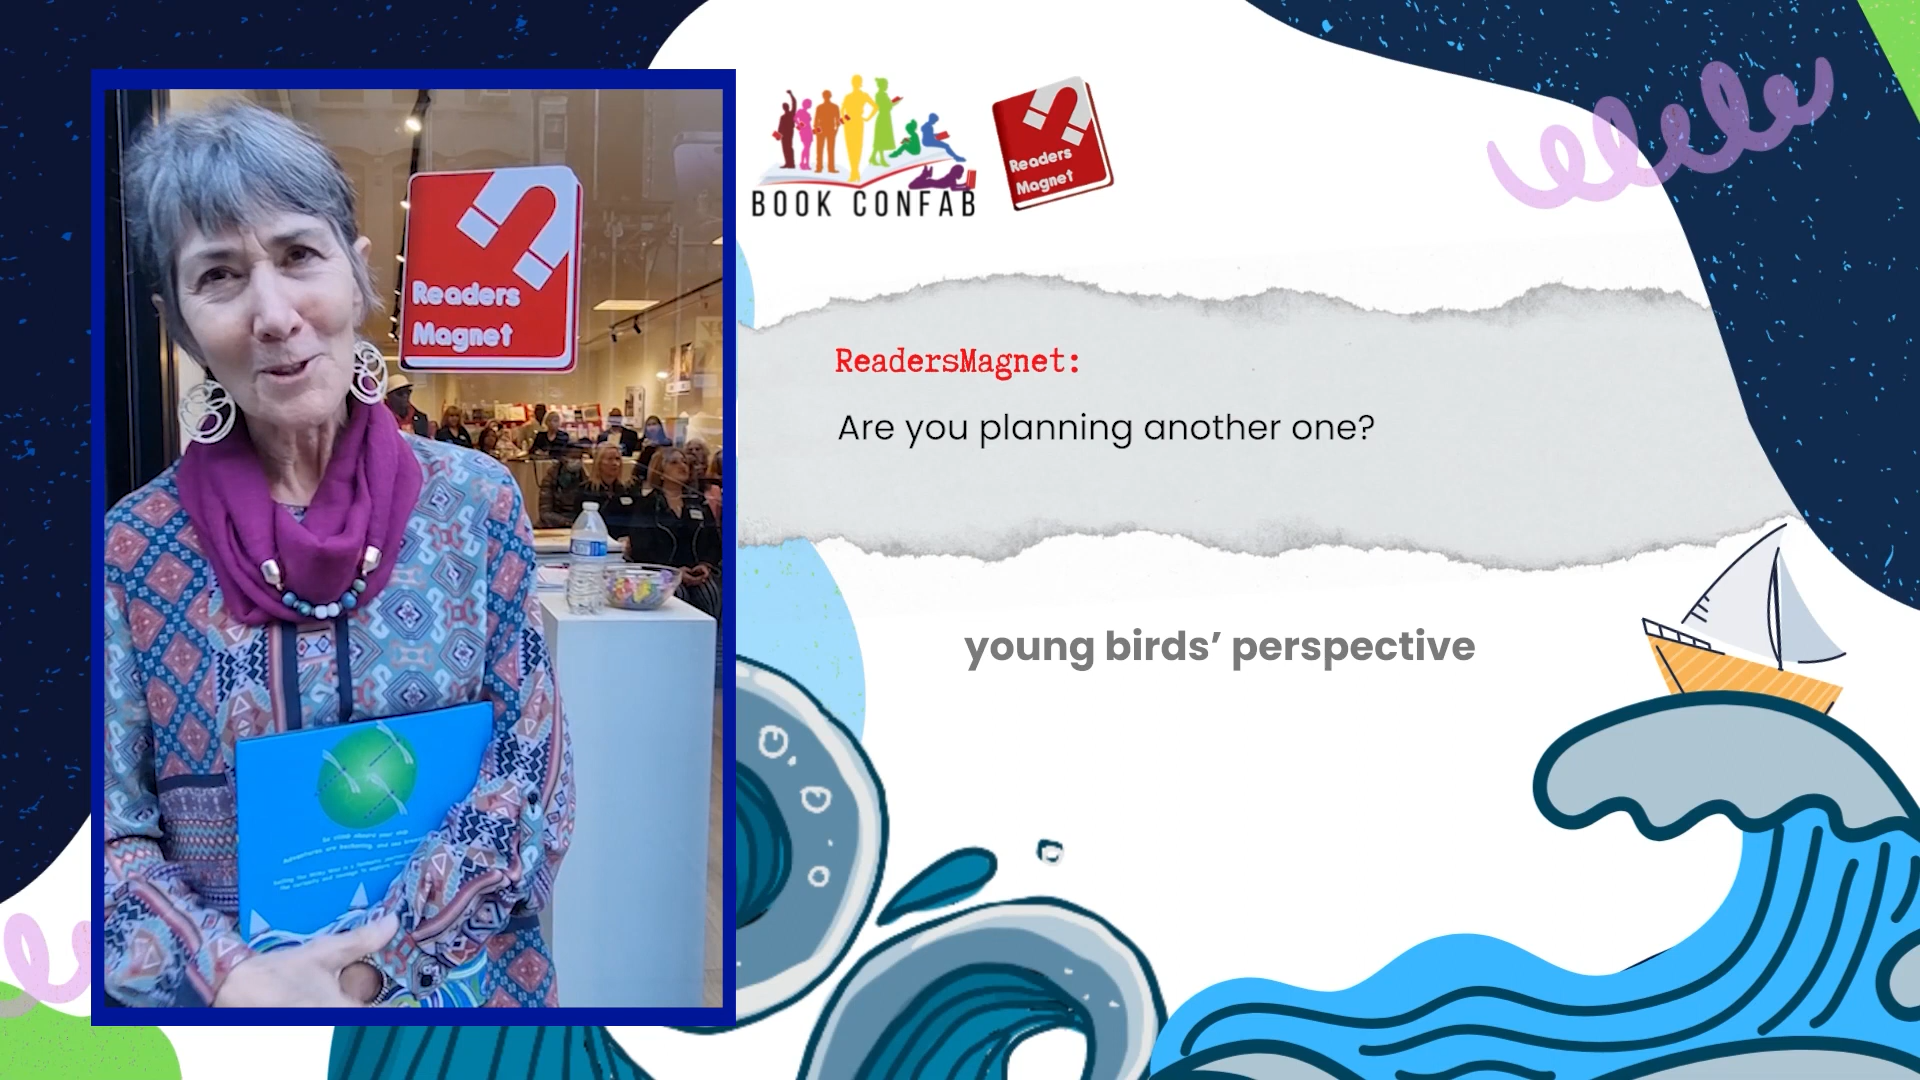 BOOK CONFAB
Readers
Magnet
Readers
Magnet
ReadersMagnet:
Are you planning another one?
young birds' perspective